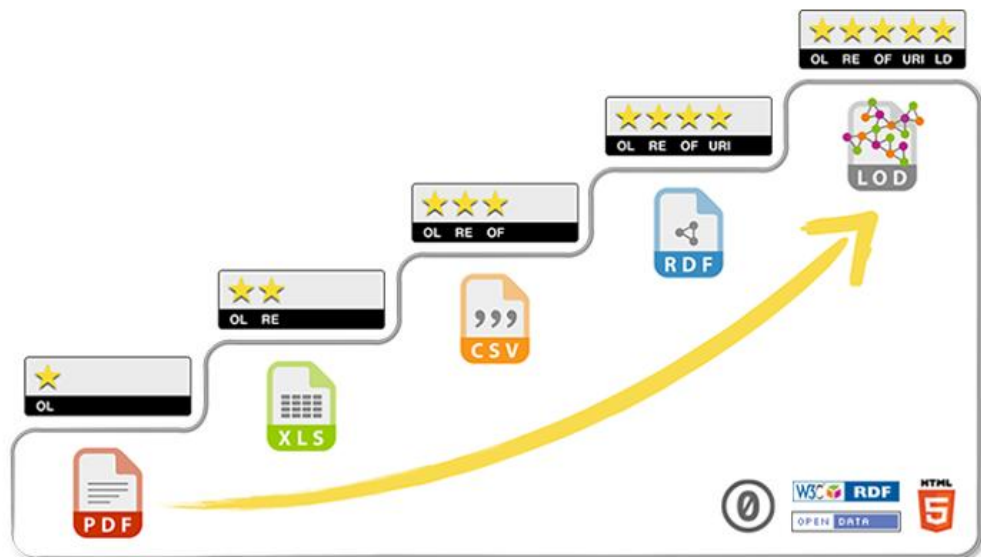 OL RE OF URI LD
LOD
OL RE OF URI
RDF
OL RE OF
CSV
OL RE
XLS
OL
PDF
0
W3C RDF
OPEN DATA
HTML
5